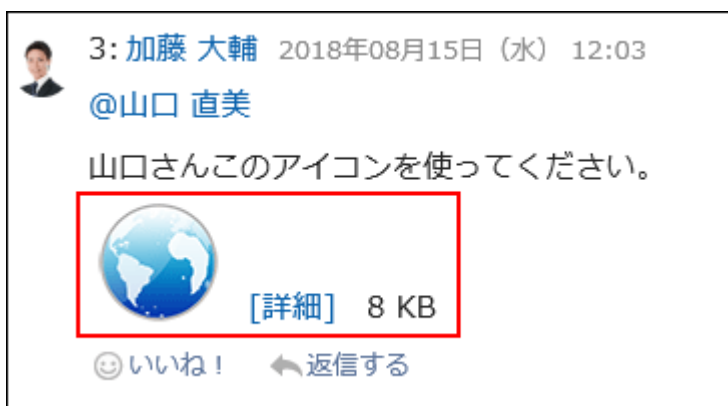 3: 加藤 大輔 2018年08月15日（水） 12:03
@山口 直美
山口さんこのアイコンを使ってください。
[詳細] 8 KB
いいね！ 返信する